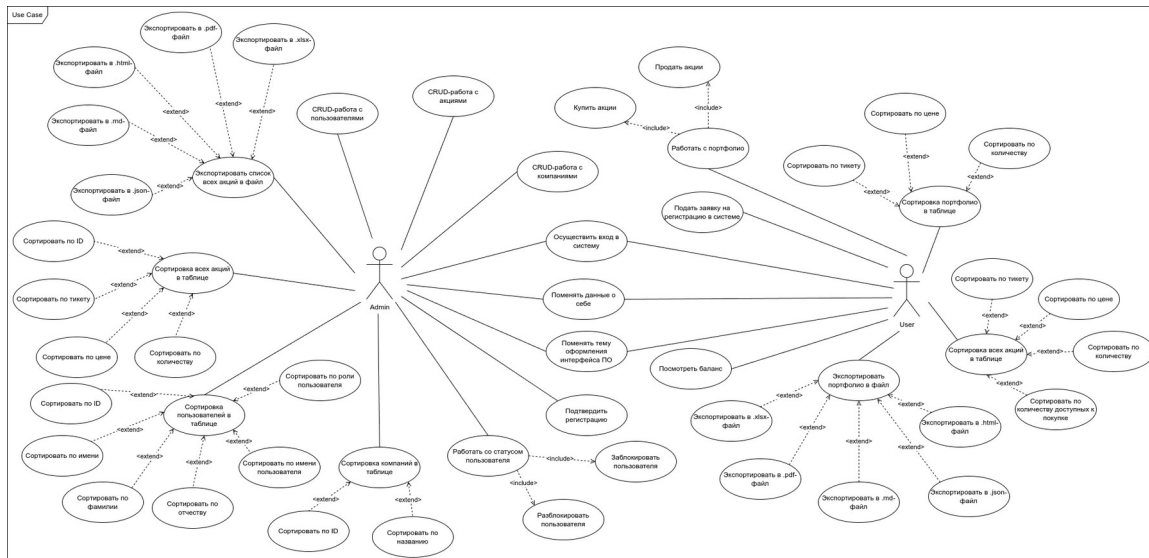 Use Case
Экспортировать в .pdf-
файл
Экспортировать в .xlsx-
файл
Экспортировать в .html-
файл
<extend>
<extend>
<extend>
Экспортировать в .md-
файл
<extend>
Экспортировать в .json-
файл
<extend>
Экспортировать список
всех акций в файл
CRUD-работа с
пользователями
CRUD-работа с
акциями
CRUD-работа с
компаниями
Продать акции
Купить акции
<include>
<include>
Работать с портфолио
Подать заявку на
регистрацию в системе
Сортировать по цене
Сортировать по тикету
Сортировать по
количеству
<extend>
<extend>
<extend>
Сортировка портфолио
в таблице
Сортировать по ID
<extend>
Сортировка всех акций
в таблице
Сортировать по тикету
<extend>
Сортировать по цене
<extend>
Сортировать по
количеству
<extend>
Admin
Осуществить вход в
систему
Поменять данные о
себе
Поменять тему
оформления
интерфейса ПО
Посмотреть баланс
Подтвердить
регистрацию
User
Сортировать по тикету
<extend>
Сортировать по цене
<extend>
Сортировка всех акций
в таблице
<extend>
Сортировать по
количеству
<extend>
Сортировать по
количеству доступных к
покупке
Сортировать по ID
<extend>
Сортировать по роли
пользователя
<extend>
Сортировка
пользователей в
таблице
Сортировать по имени
<extend>
Сортировать по
фамилии
<extend>
Сортировать по
отчеству
<extend>
Сортировать по имени
пользователя
<extend>
Сортировка компаний в
таблице
Сортировать по ID
<extend>
Сортировать по
названию
<extend>
Работать со статусом
пользователя
<include>
Заблокировать
пользователя
<include>
Разблокировать
пользователя
Экспортировать
портфолио в файл
Экспортировать в .xlsx-
файл
<extend>
Экспортировать в .pdf-
файл
<extend>
Экспортировать в .md-
файл
<extend>
Экспортировать в .json-
файл
<extend>
Экспортировать в .html-
файл
<extend>